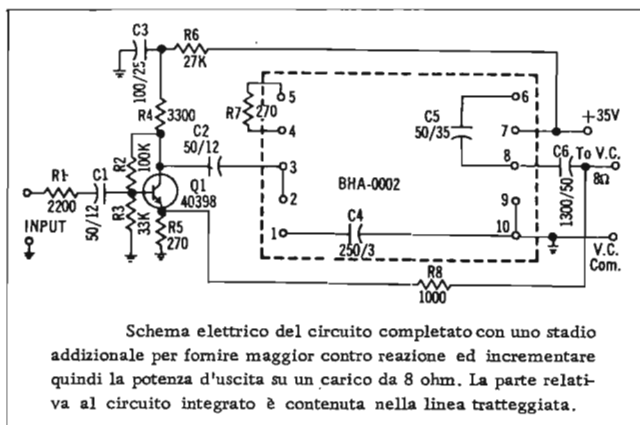 C3
100/25
R6
27K
R4
3300
R7
270
5
4
C2
50/12
3
2
1
C4
250/3
BHA-0002
C5
50/35
6
7
8
9
10
+35V
C6
1300/50
To V.C.
8Ω
V.C.
Com.
R1
2200
C1
50/12
INPUT
R2
100K
R3
33K
Q1
40398
R5
270
R8
1000
Schema elettrico del circuito completato con uno stadio
addizionale per fornire maggior contro reazione ed incrementare
quindi la potenza d'uscita su un carico da 8 ohm. La parte relati-
va al circuito integrato è contenuta nella linea tratteggiata.